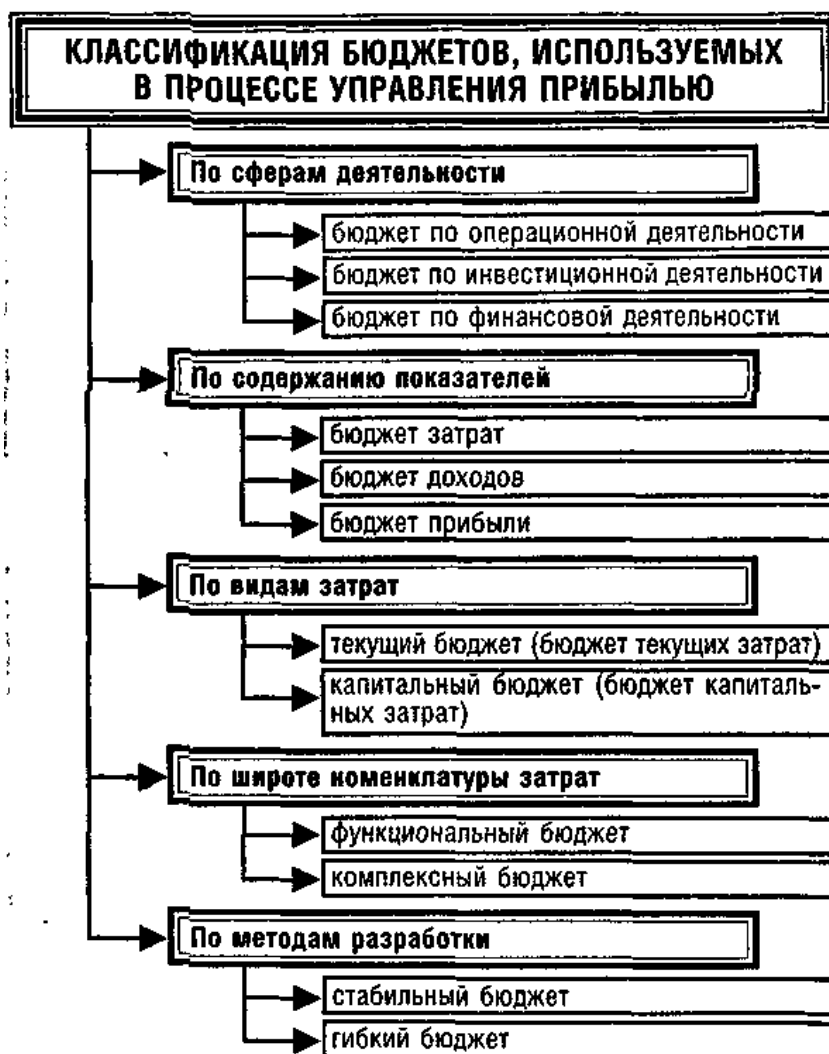 КЛАССИФИКАЦИЯ БЮДЖЕТОВ, ИСПОЛЬЗУЕМЫХ
В ПРОЦЕССЕ УПРАВЛЕНИЯ ПРИБЫЛЬЮ
По сферам деятельности
бюджет по операционной деятельности
бюджет по инвестиционной деятельности
бюджет по финансовой деятельности
По содержанию показателей
бюджет затрат
бюджет доходов
бюджет прибыли
По видам затрат
текущий бюджет (бюджет текущих затрат)
капитальный бюджет (бюджет капиталь-
ных затрат)
По широте номенклатуры затрат
функциональный бюджет
комплексный бюджет
По методам разработки
стабильный бюджет
гибкий бюджет